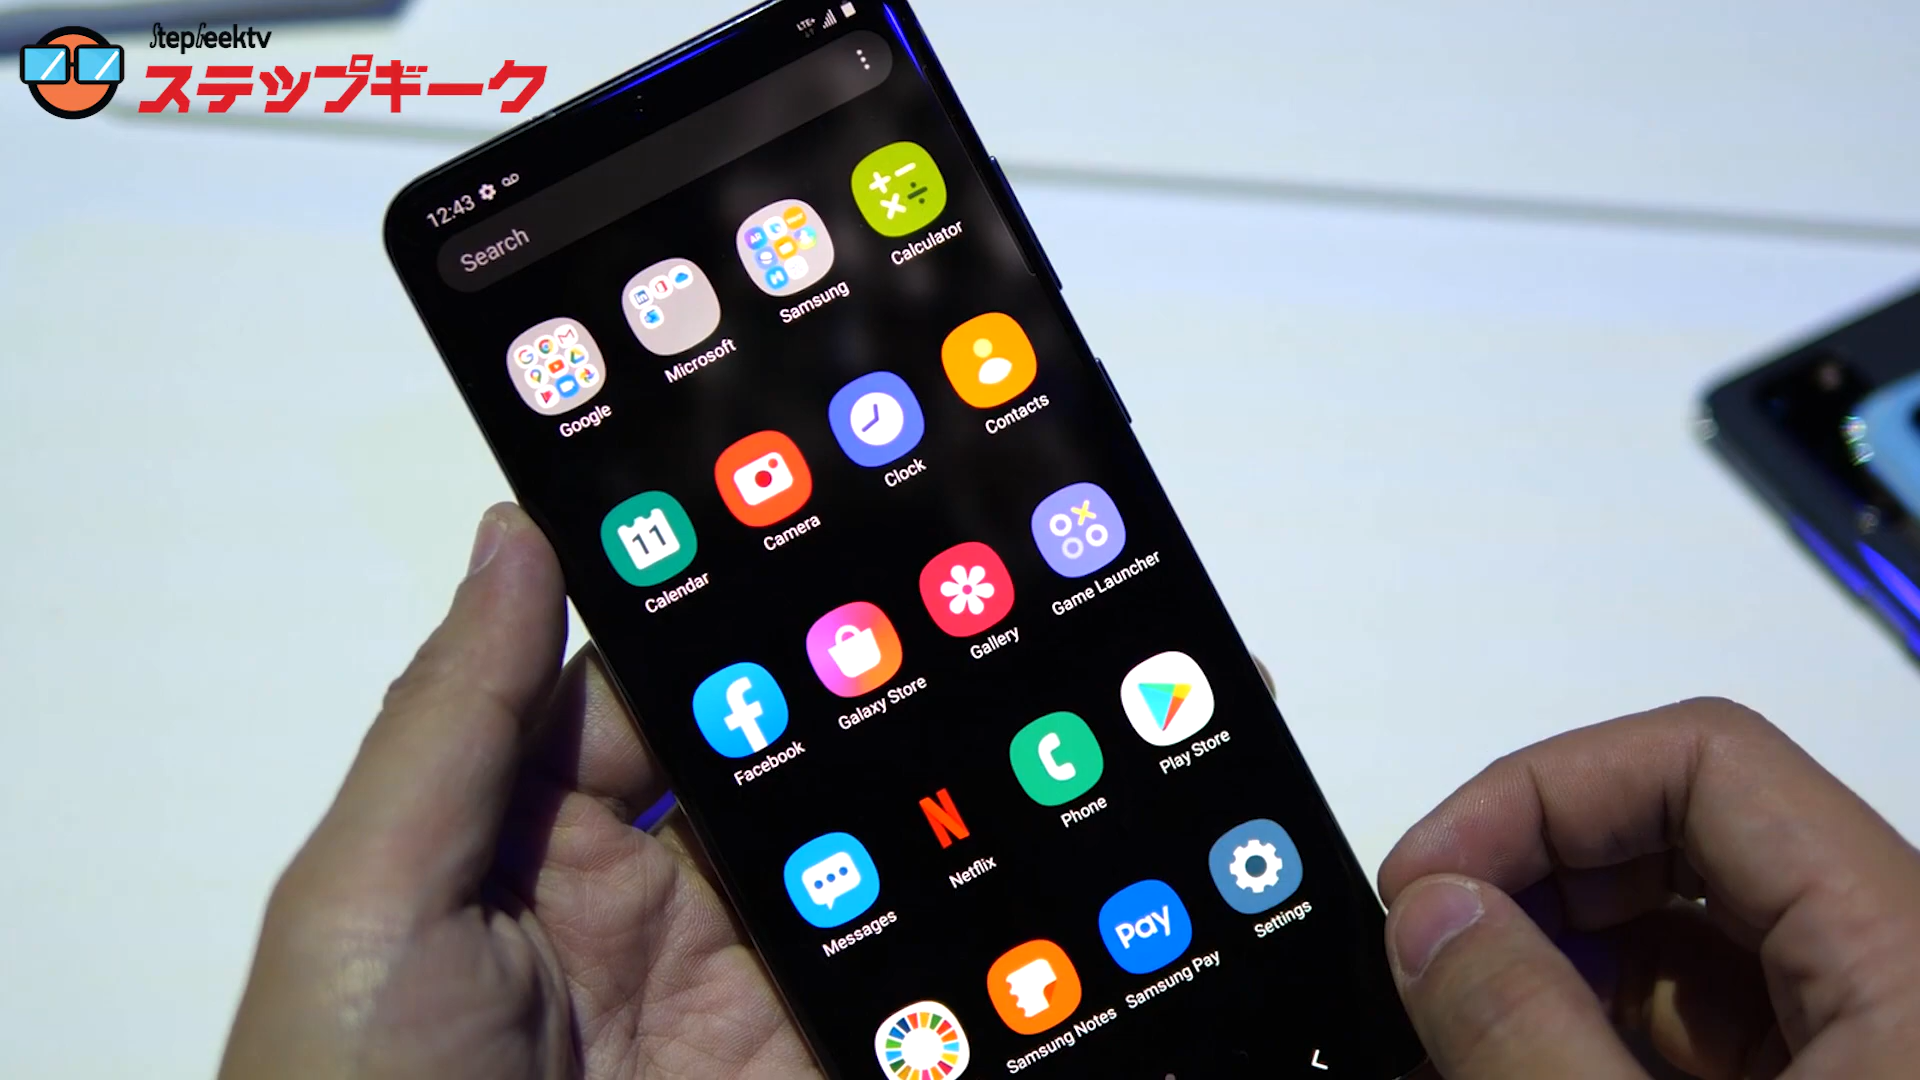 StepGeektv
ステップギーク
LTE+
12:43
Search
Google
Microsoft
Samsung
Calculator
11
Calendar
Camera
Clock
Contacts
Facebook
Galaxy Store
Gallery
Game Launcher
Messages
N
Netflix
Phone
Play Store
Samsung Notes
pay
Samsung Pay
Settings